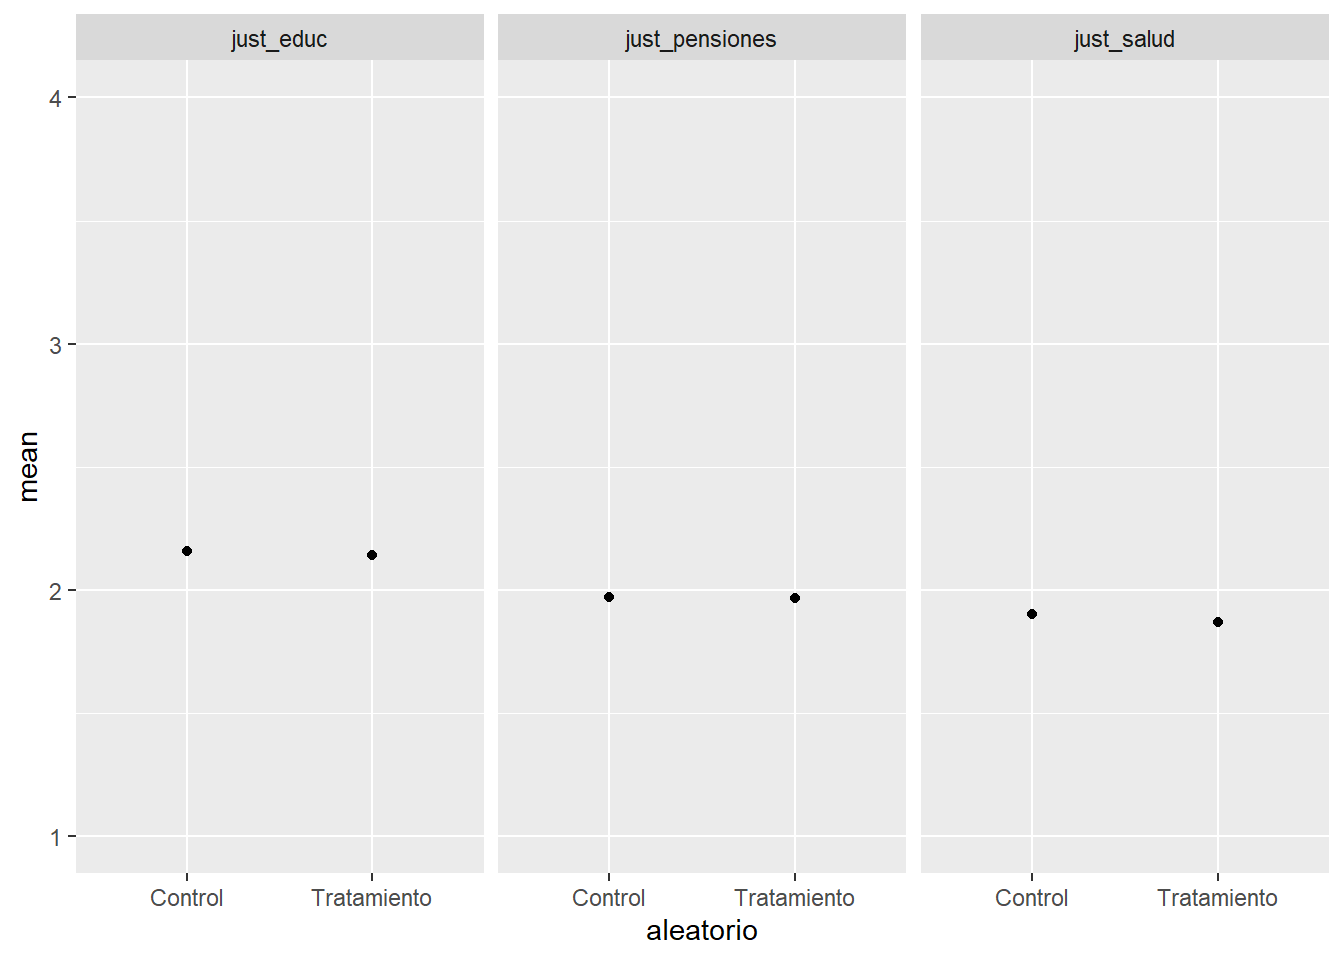 just_educ
just_pensiones
just_salud
4
3
2
1
mean
Control Tratamiento
Control Tratamiento
Control Tratamiento
aleatorio